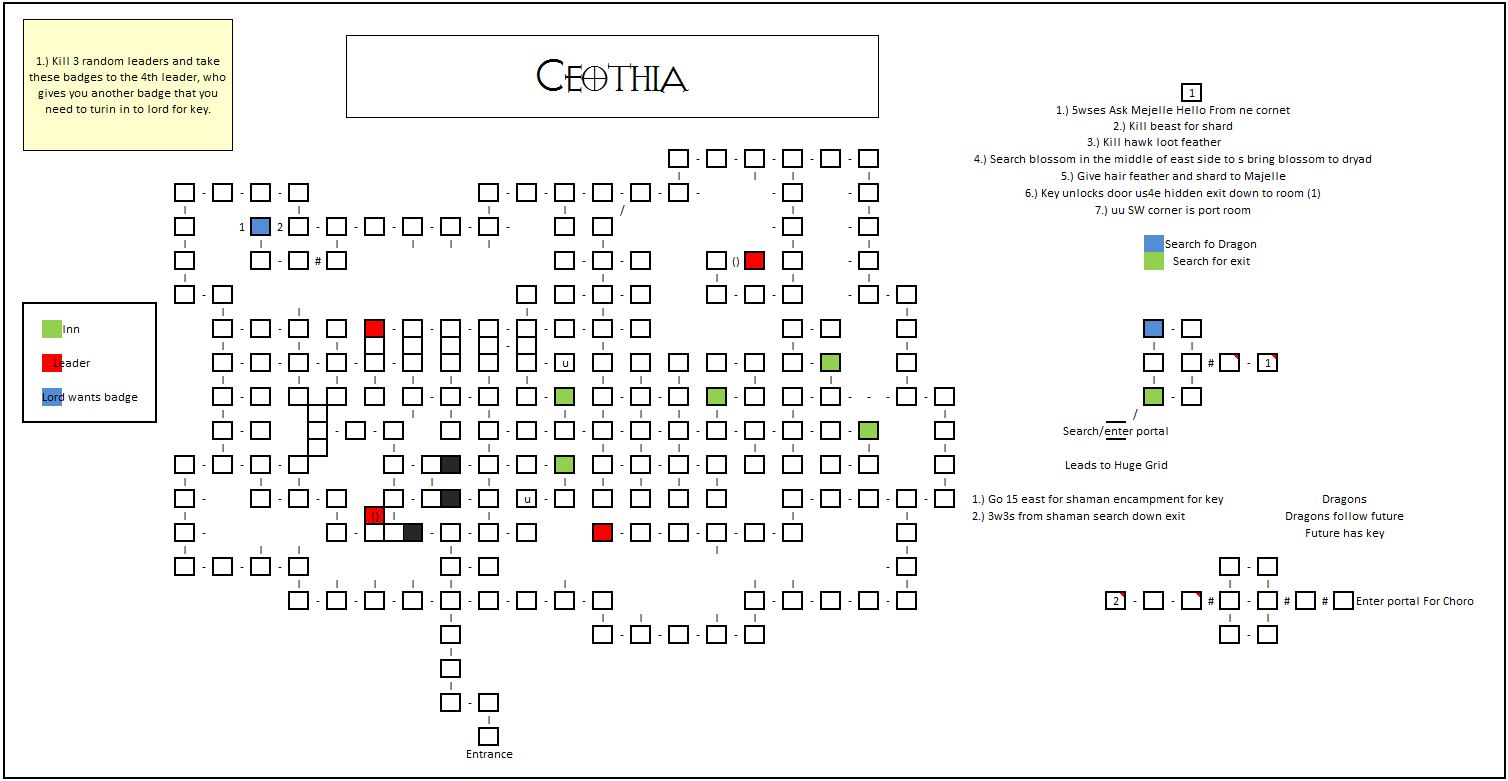 1.) Kill 3 random leaders and take
these badges to the 4th leader, who
gives you another badge that you
need to turin in to lord for key.
CEOTHIA
1
1.) 5wses Ask Mejelle Hello From ne cornet
2.) Kill beast for shard
3.) Kill hawk loot feather
4.) Search blossom in the middle of east side to s bring blossom to dryad
5.) Give hair feather and shard to Majelle
6.) Key unlocks door us4e hidden exit down to room (1)
7.) uu SW corner is port room
Search fo Dragon
Search for exit
1 2
#
()
Inn
Leader
Lord wants badge
u
# 1
Search/enter portal
Leads to Huge Grid
u
()
1.) Go 15 east for shaman encampment for key
2.) 3w3s from shaman search down exit
Dragons
Dragons follow future
Future has key
2 # # # Enter portal For Choro
Entrance